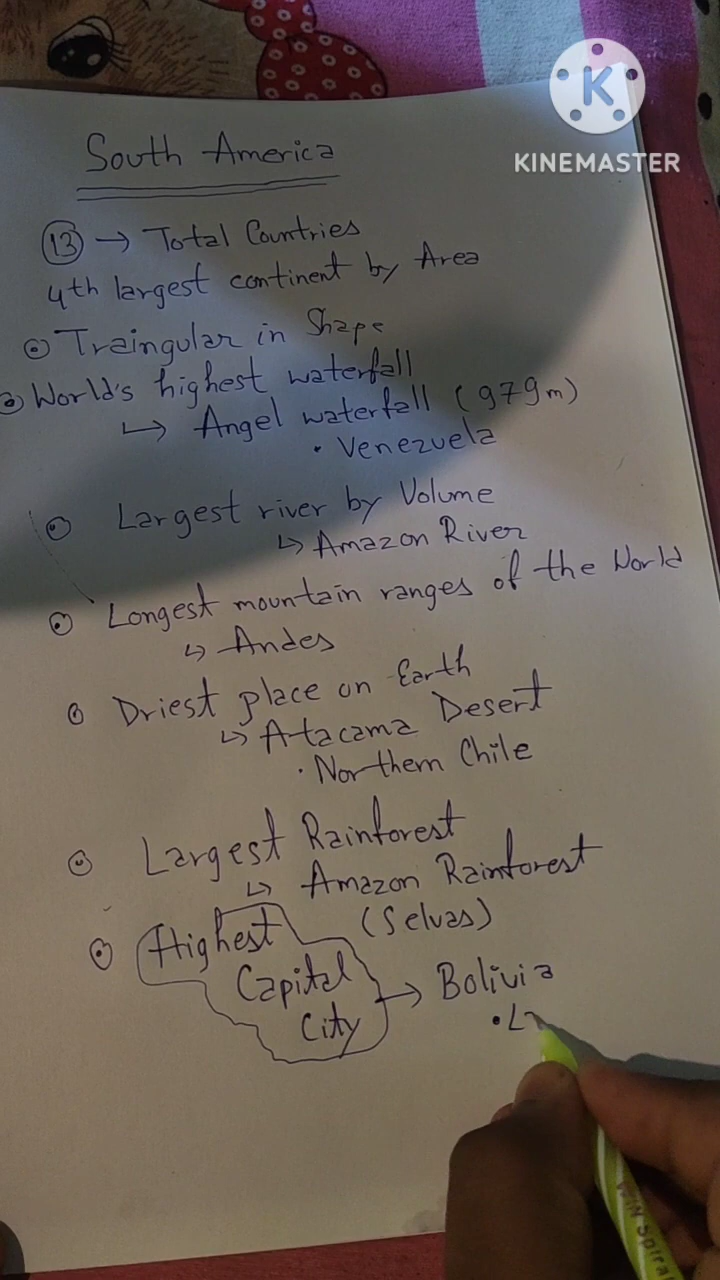 K
KINEMASTER
South America
13 → Total Countries
4th largest continent by Area
Traingular in Shape
World's highest waterfall
↳ Angel waterfall (979m)
• Venezuela
Largest river by Volume
↳ Amazon River
Longest mountain ranges of the World
↳ Andes
Driest place on Earth
↳ Atacama Desert
• Northern Chile
Largest Rainforest
↳ Amazon Rainforest
(Selvas)
Highest
Capital → Bolivia
City • L
WIN Spiral